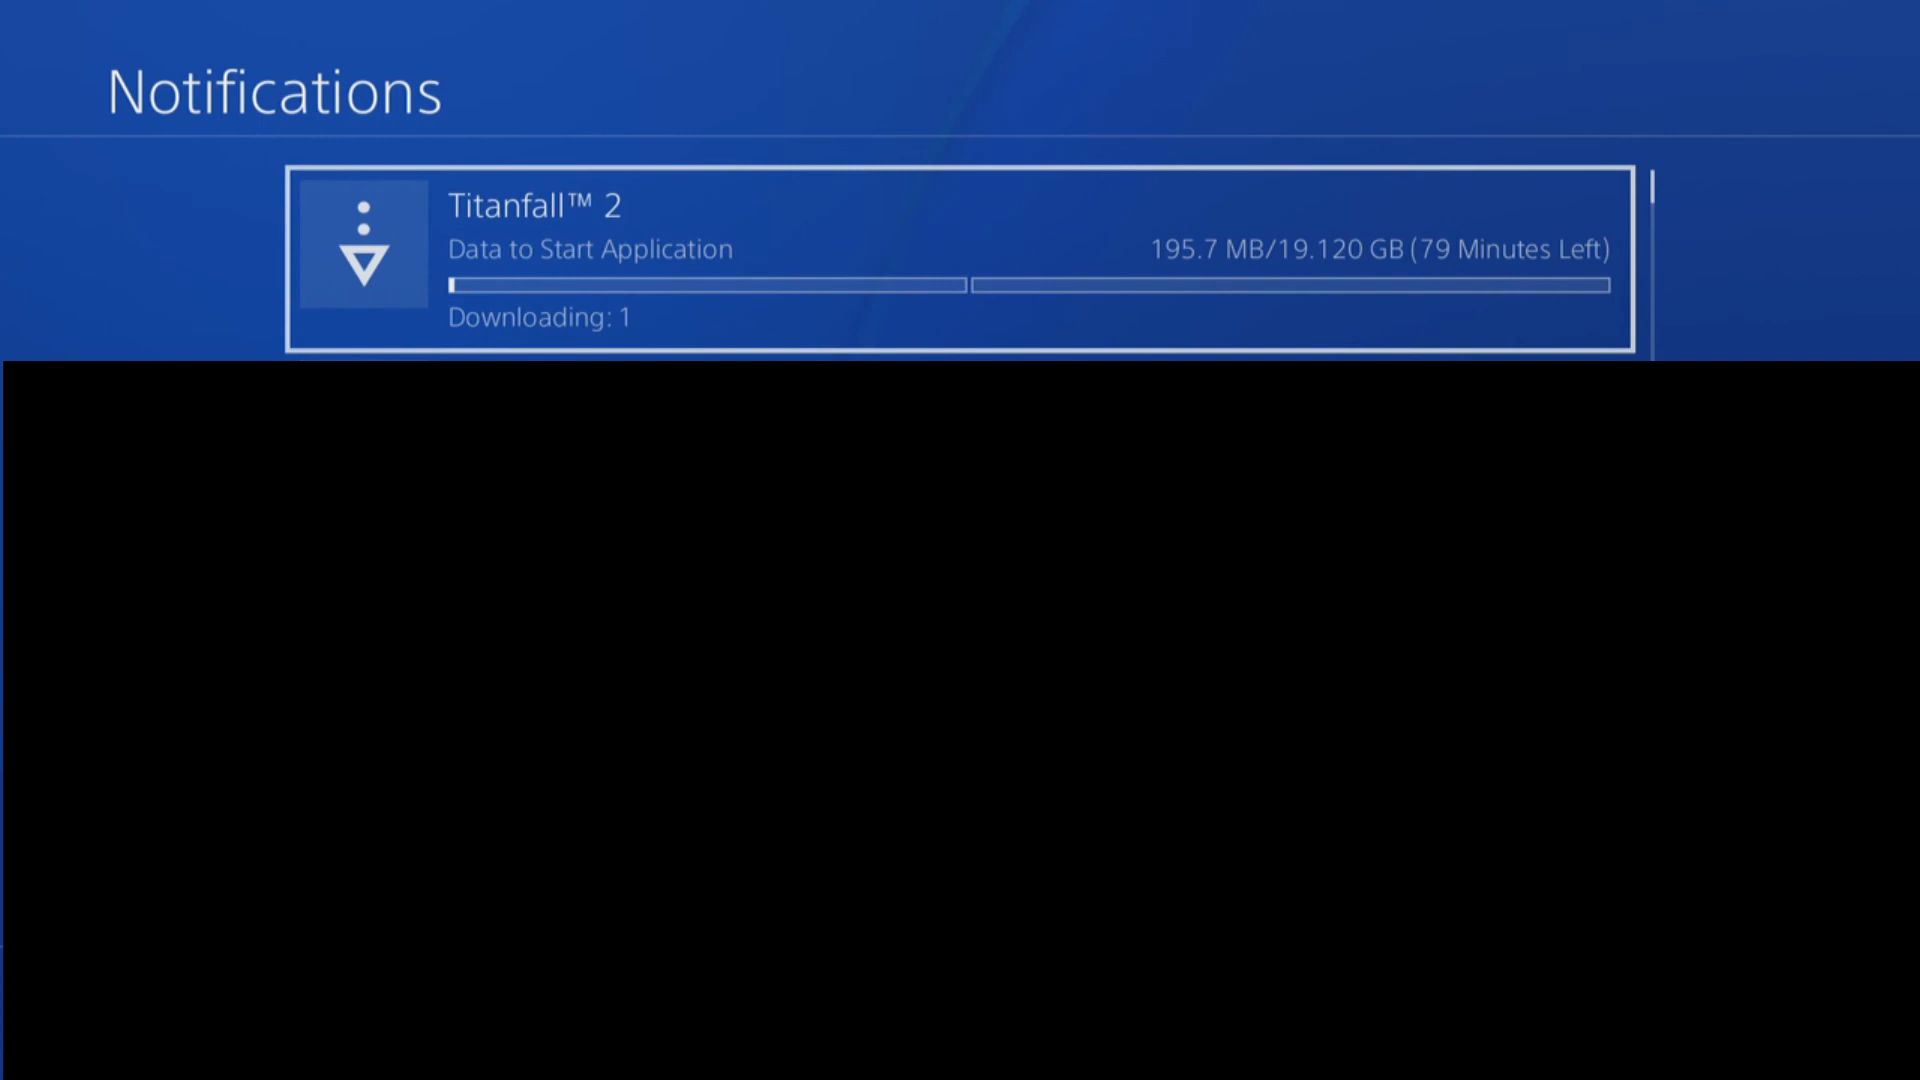 Notifications
Titanfall™ 2
Data to Start Application 195.7 MB/19.120 GB (79 Minutes Left)
Downloading: 1